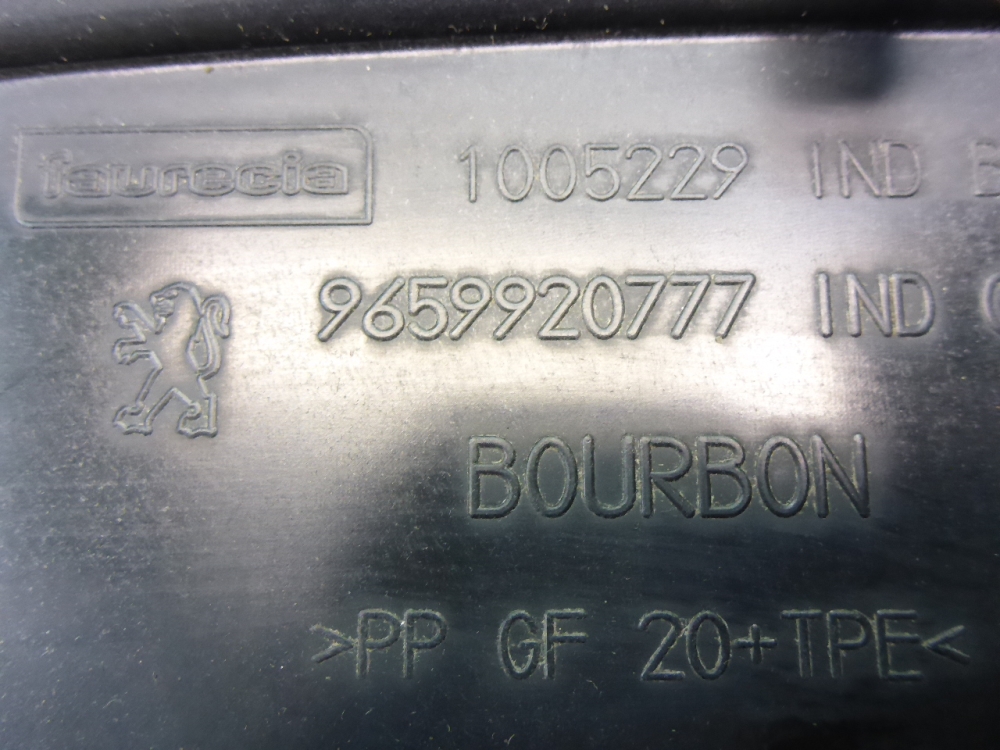 faurecia 1005229 IND B
9659920777 IND
BOURBON
>PP GF 20+TPE<